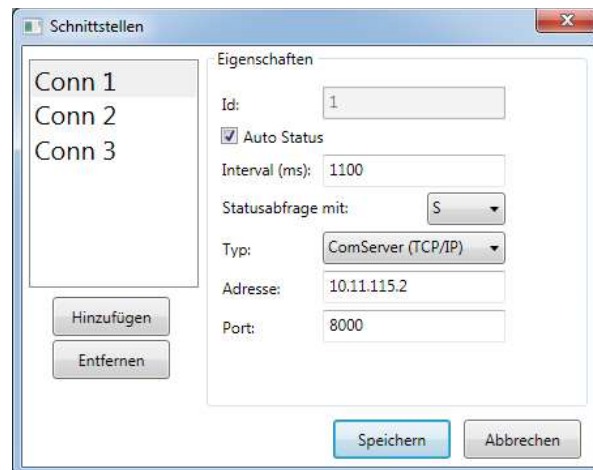 Schnittstellen
Conn 1
Conn 2
Conn 3
Hinzufügen
Entfernen
Eigenschaften
Id: 1
Auto Status
Interval (ms): 1100
Statusabfrage mit: S
Typ: ComServer (TCP/IP)
Adresse: 10.11.115.2
Port: 8000
Speichern Abbrechen